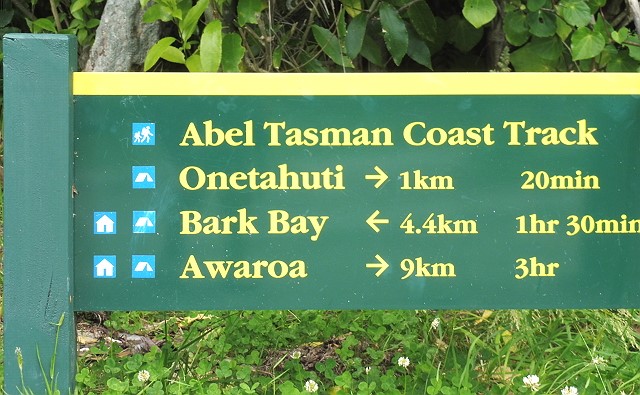 Abel Tasman Coast Track
Onetahuti → 1km 20min
Bark Bay ← 4.4km 1hr 30min
Awaroa → 9km 3hr